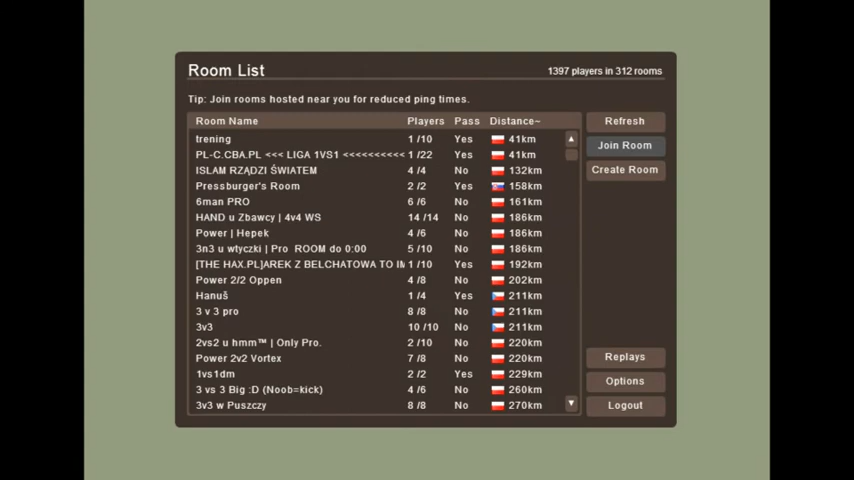 Room List
1397 players in 312 rooms
Tip: Join rooms hosted near you for reduced ping times.
Room Name Players Pass Distance~
trening 1 /10 Yes 41km
PL-C.CBA.PL <<< LIGA 1VS1 <<<<<<<<<< 1 /22 Yes 41km
ISLAM RZĄDZI ŚWIATEM 4 /4 No 132km
Pressburger's Room 2 /2 Yes 158km
6man PRO 6 /6 No 161km
HAND u Zbawcy | 4v4 WS 14 /14 No 186km
Power | Hepek 4 /6 No 186km
3n3 u wtyczki | Pro ROOM do 0:00 5 /10 No 186km
[THE HAX.PL]AREK Z BELCHATOWA TO IM 1 /10 Yes 192km
Power 2/2 Oppen 4 /8 No 202km
Hanuš 1 /4 Yes 211km
3 v 3 pro 8 /8 No 211km
3v3 10 /10 No 211km
2vs2 u hmm™ | Only Pro. 2 /10 No 220km
Power 2v2 Vortex 7 /8 No 220km
1vs1dm 2 /2 Yes 229km
3 vs 3 Big :D (Noob=kick) 4 /6 No 260km
3v3 w Puszczy 8 /8 No 270km
Refresh
Join Room
Create Room
Replays
Options
Logout